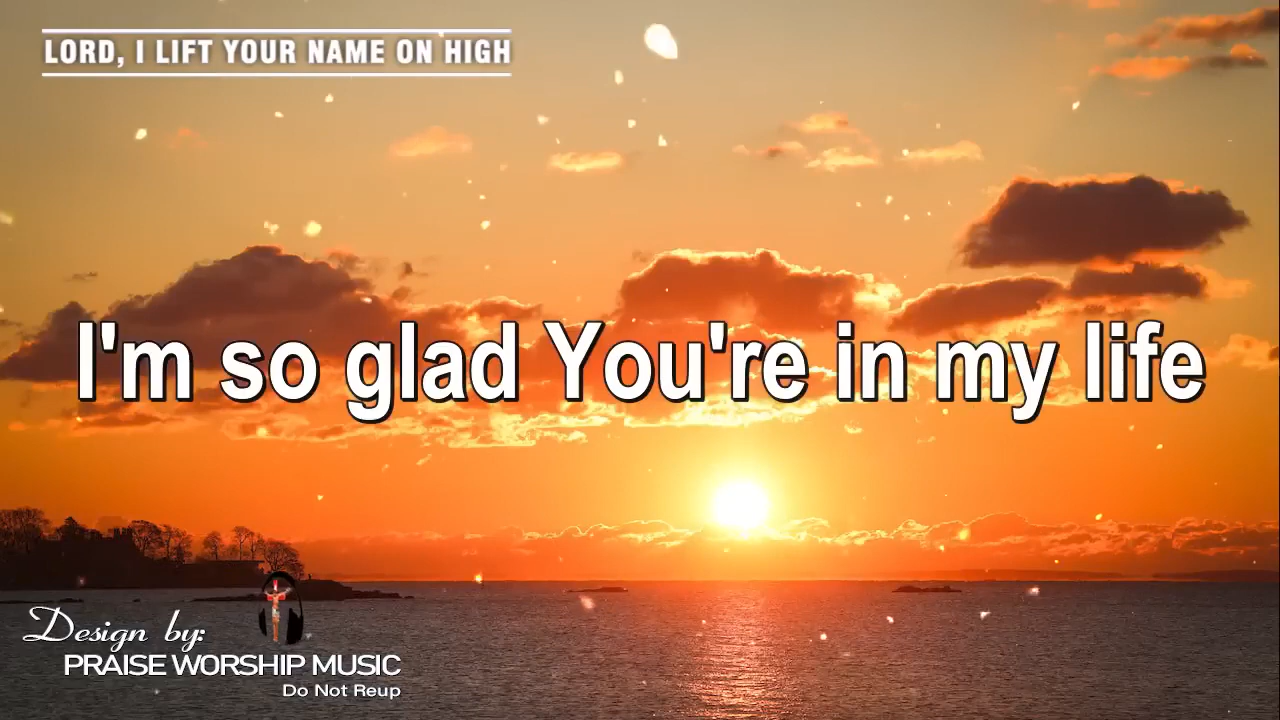 LORD, I LIFT YOUR NAME ON HIGH
I'm so glad You're in my life
Design by:
PRAISE WORSHIP MUSIC
Do Not Reup